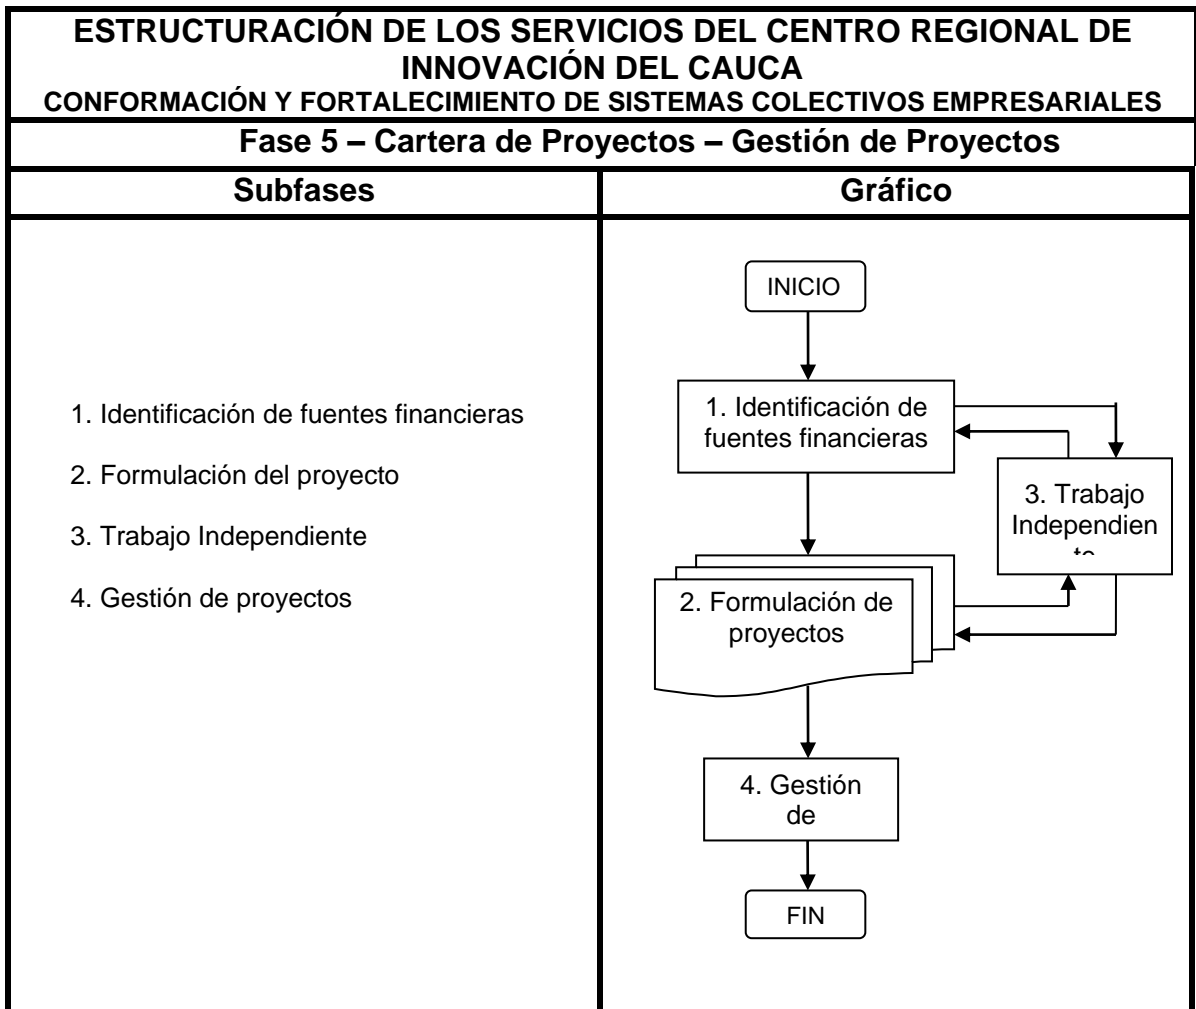 ESTRUCTURACIÓN DE LOS SERVICIOS DEL CENTRO REGIONAL DE
INNOVACIÓN DEL CAUCA
CONFORMACIÓN Y FORTALECIMIENTO DE SISTEMAS COLECTIVOS EMPRESARIALES
Fase 5 – Cartera de Proyectos – Gestión de Proyectos
Subfases
Gráfico
1. Identificación de fuentes financieras
2. Formulación del proyecto
3. Trabajo Independiente
4. Gestión de proyectos
INICIO
1. Identificación de
fuentes financieras
3. Trabajo
Independien
te
2. Formulación de
proyectos
4. Gestión
de
FIN